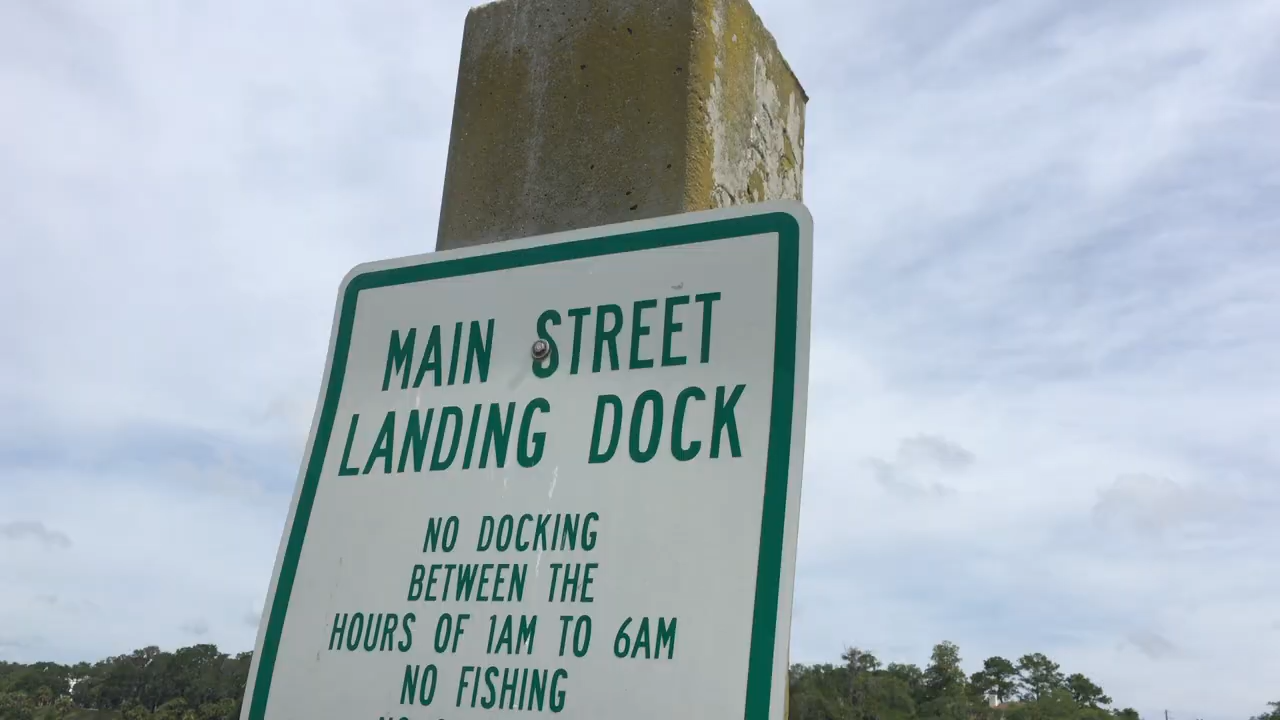 MAIN STREET
LANDING DOCK
NO DOCKING
BETWEEN THE
HOURS OF 1AM TO 6AM
NO FISHING